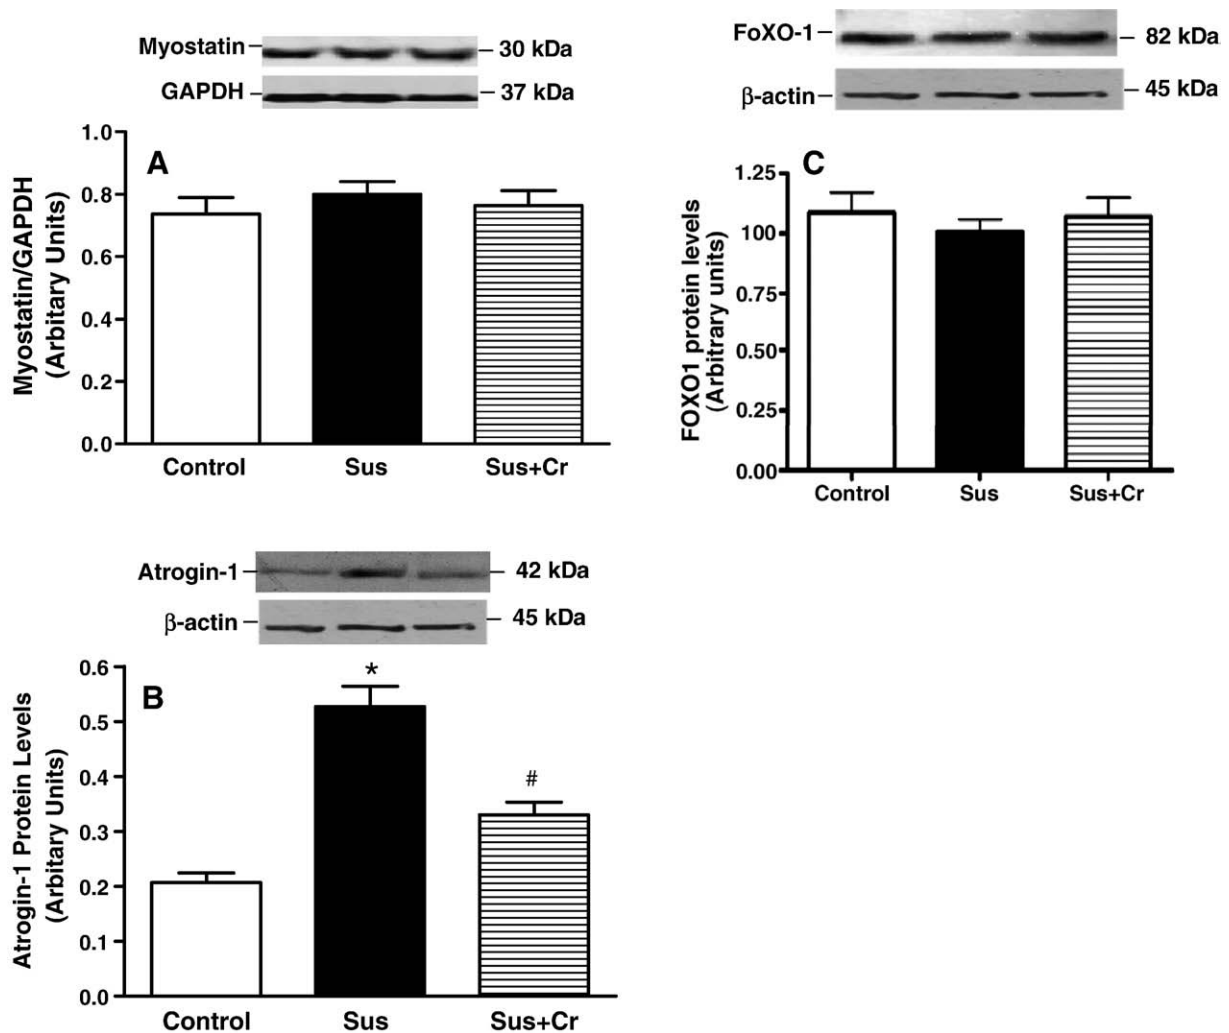 Myostatin
30 kDa
GAPDH
37 kDa
A
Myostatin/GAPDH
(Arbitary Units)
1.0
0.8
0.6
0.4
0.2
0.0
Control Sus Sus+Cr
FoXO-1
82 kDa
β-actin
45 kDa
C
FOXO1 protein levels
(Arbitrary units)
1.25
100
0.75
0.50
0.25
0.00
Control Sus Sus+Cr
Atrogin-1
42 kDa
β-actin
45 kDa
B
Atrogin-1 Protein Levels
(Arbitary Units)
0.6
0.5
0.4
0.3
0.2
0.1
0.0
*
#
Control Sus Sus+Cr